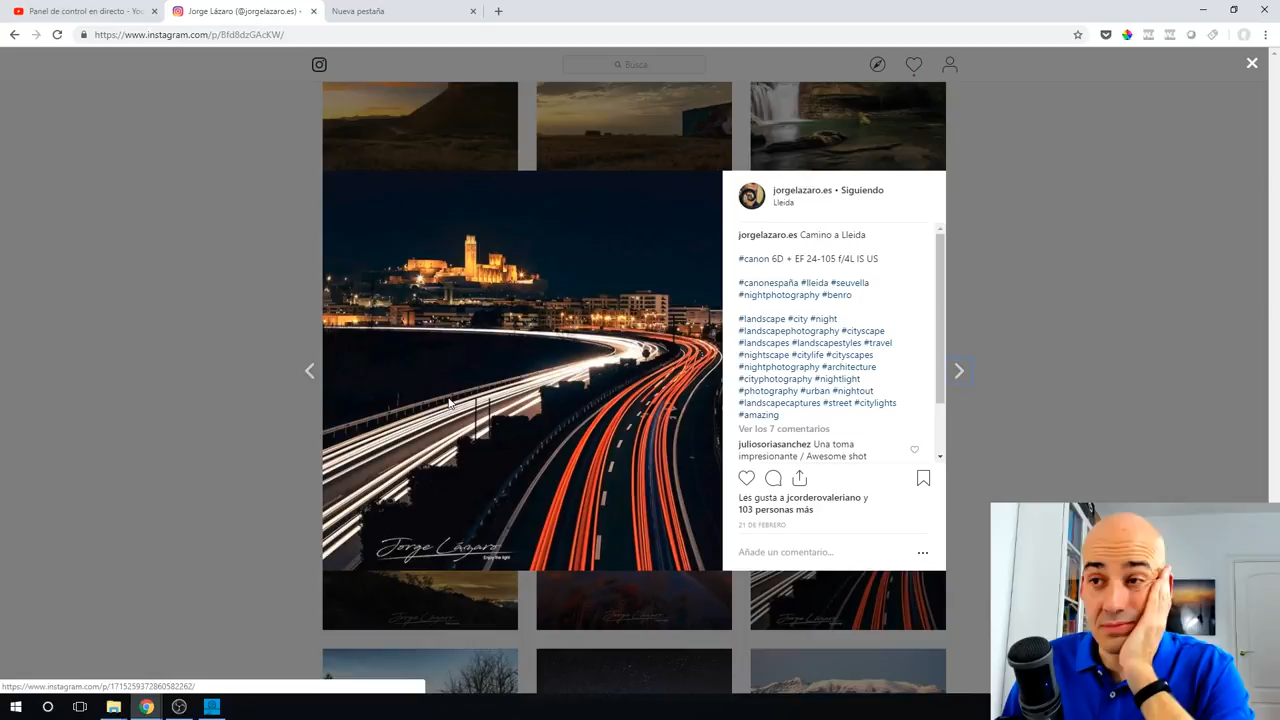 Panel de control en directo - You
Jorge Lázaro (@jorgelazaro.es) •
Nueva pestaña
https://www.instagram.com/p/Bfd8dzGAcKW/
Busca
jorgelazaro.es • Siguiendo
Lleida
jorgelazaro.es Camino a Lleida
#canon 6D + EF 24-105 f/4L IS US
#canonespaña #lleida #seuvella
#nightphotography #benro
#landscape #city #night
#landscapephotography #cityscape
#landscapes #landscapestyles #travel
#nightscape #citylife #cityscapes
#nightphotography #architecture
#cityphotography #nightlight
#photography #urban #nightout
#landscapecaptures #street #citylights
#amazing
Ver los 7 comentarios
juliosoriasanchez Una toma
impresionante / Awesome shot
Les gusta a jcorderovaleriano y
103 personas más
21 DE FEBRERO
Añade un comentario...
Jorge Lázaro
Enjoy the light
https://www.instagram.com/p/1715259372860582262/